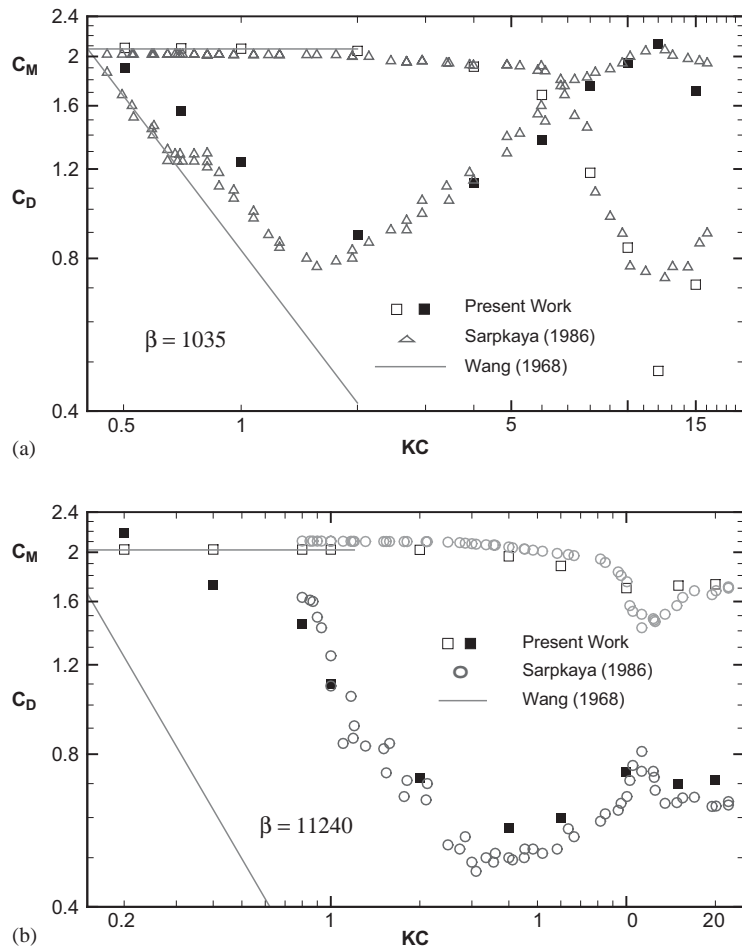 2.4
C_M 2
1.6
1.2
C_D
0.8
0.4
Present Work
Sarpkaya (1986)
Wang (1968)
β = 1035
0.5 1 5 10 15
(a) KC
2.4
C_M 2
1.6
1.2
C_D
0.8
0.4
Present Work
Sarpkaya (1986)
Wang (1968)
β = 11240
0.2 1 1 0 20
(b) KC